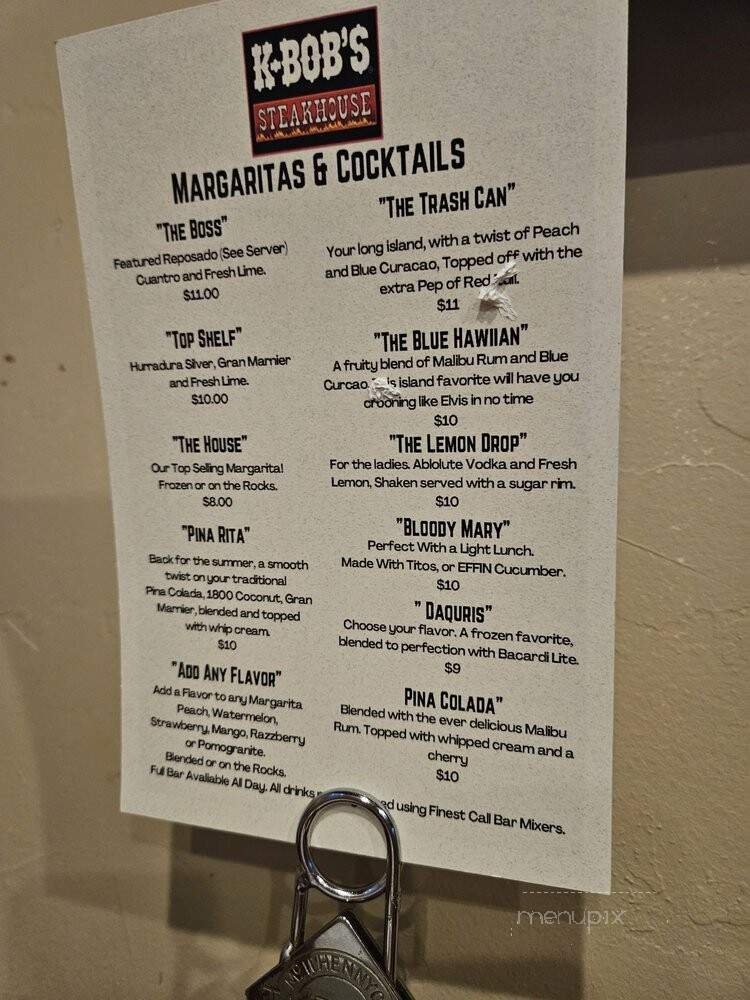 K-BOB'S
STEAKHOUSE
MARGARITAS & COCKTAILS
"THE BOSS"
Featured Reposado (See Server)
Cuantro and Fresh Lime.
$11.00
"TOP SHELF"
Hurradura Silver, Gran Marnier
and Fresh Lime.
$10.00
"THE HOUSE"
Our Top Selling Margarita!
Frozen or on the Rocks.
$8.00
"PINA RITA"
Back for the summer, a smooth
twist on your traditional
Pina Colada, 1800 Coconut, Gran
Marnier, blended and topped
with whip cream.
$10
"ADD ANY FLAVOR"
Add a Flavor to any Margarita
Peach, Watermelon,
Strawberry, Mango, Razzberry
or Pomogranite.
Blended or on the Rocks.
"THE TRASH CAN"
Your long island, with a twist of Peach
and Blue Curacao, Topped off with the
extra Pep of Red
$11
"THE BLUE HAWIIAN"
A fruity blend of Malibu Rum and Blue
Curcao. island favorite will have you
crooning like Elvis in no time
$10
"THE LEMON DROP"
For the ladies. Ablolute Vodka and Fresh
Lemon, Shaken served with a sugar rim.
$10
"BLOODY MARY"
Perfect With a Light Lunch.
Made With Titos, or EFFIN Cucumber.
$10
" DAQURIS"
Choose your flavor. A frozen favorite,
blended to perfection with Bacardi Lite.
$9
PINA COLADA"
Blended with the ever delicious Malibu
Rum. Topped with whipped cream and a
cherry
$10
Full Bar Avaliable All Day. All drinks using Finest Call Bar Mixers.
menupix
McILHENNY CO